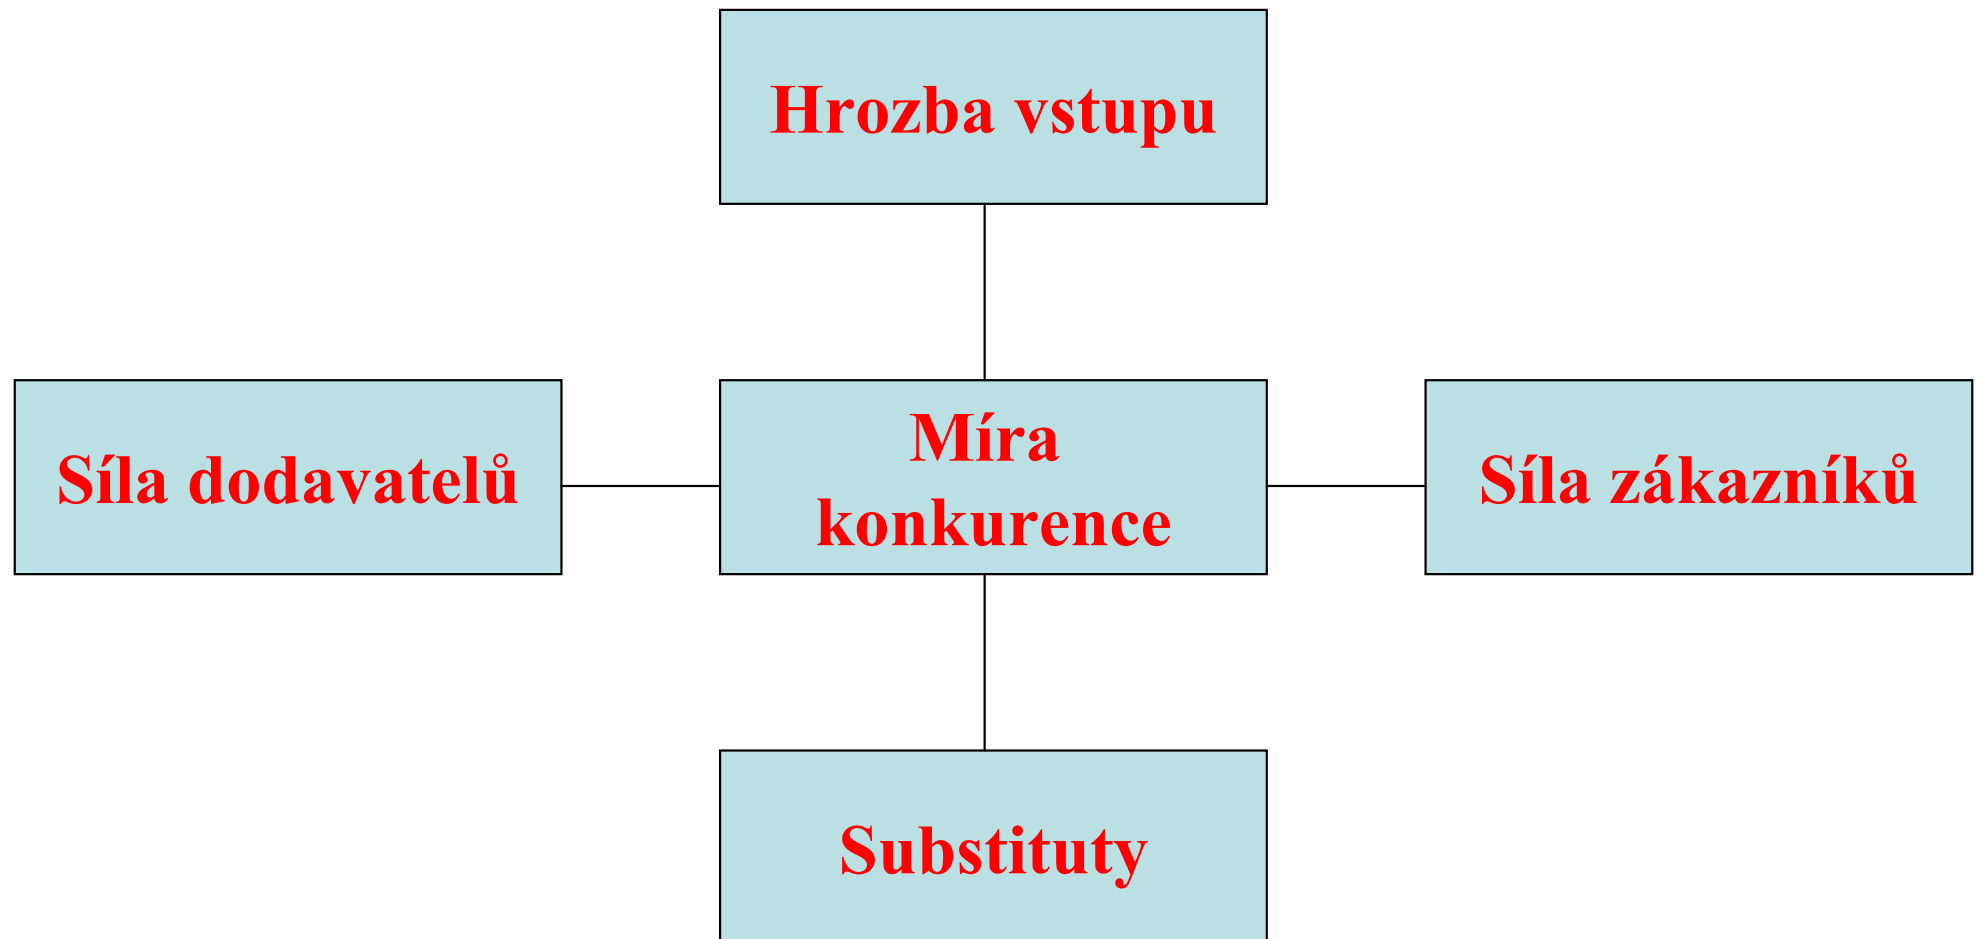 Hrozba vstupu
Síla dodavatelů
Míra
konkurence
Síla zákazníků
Substituty